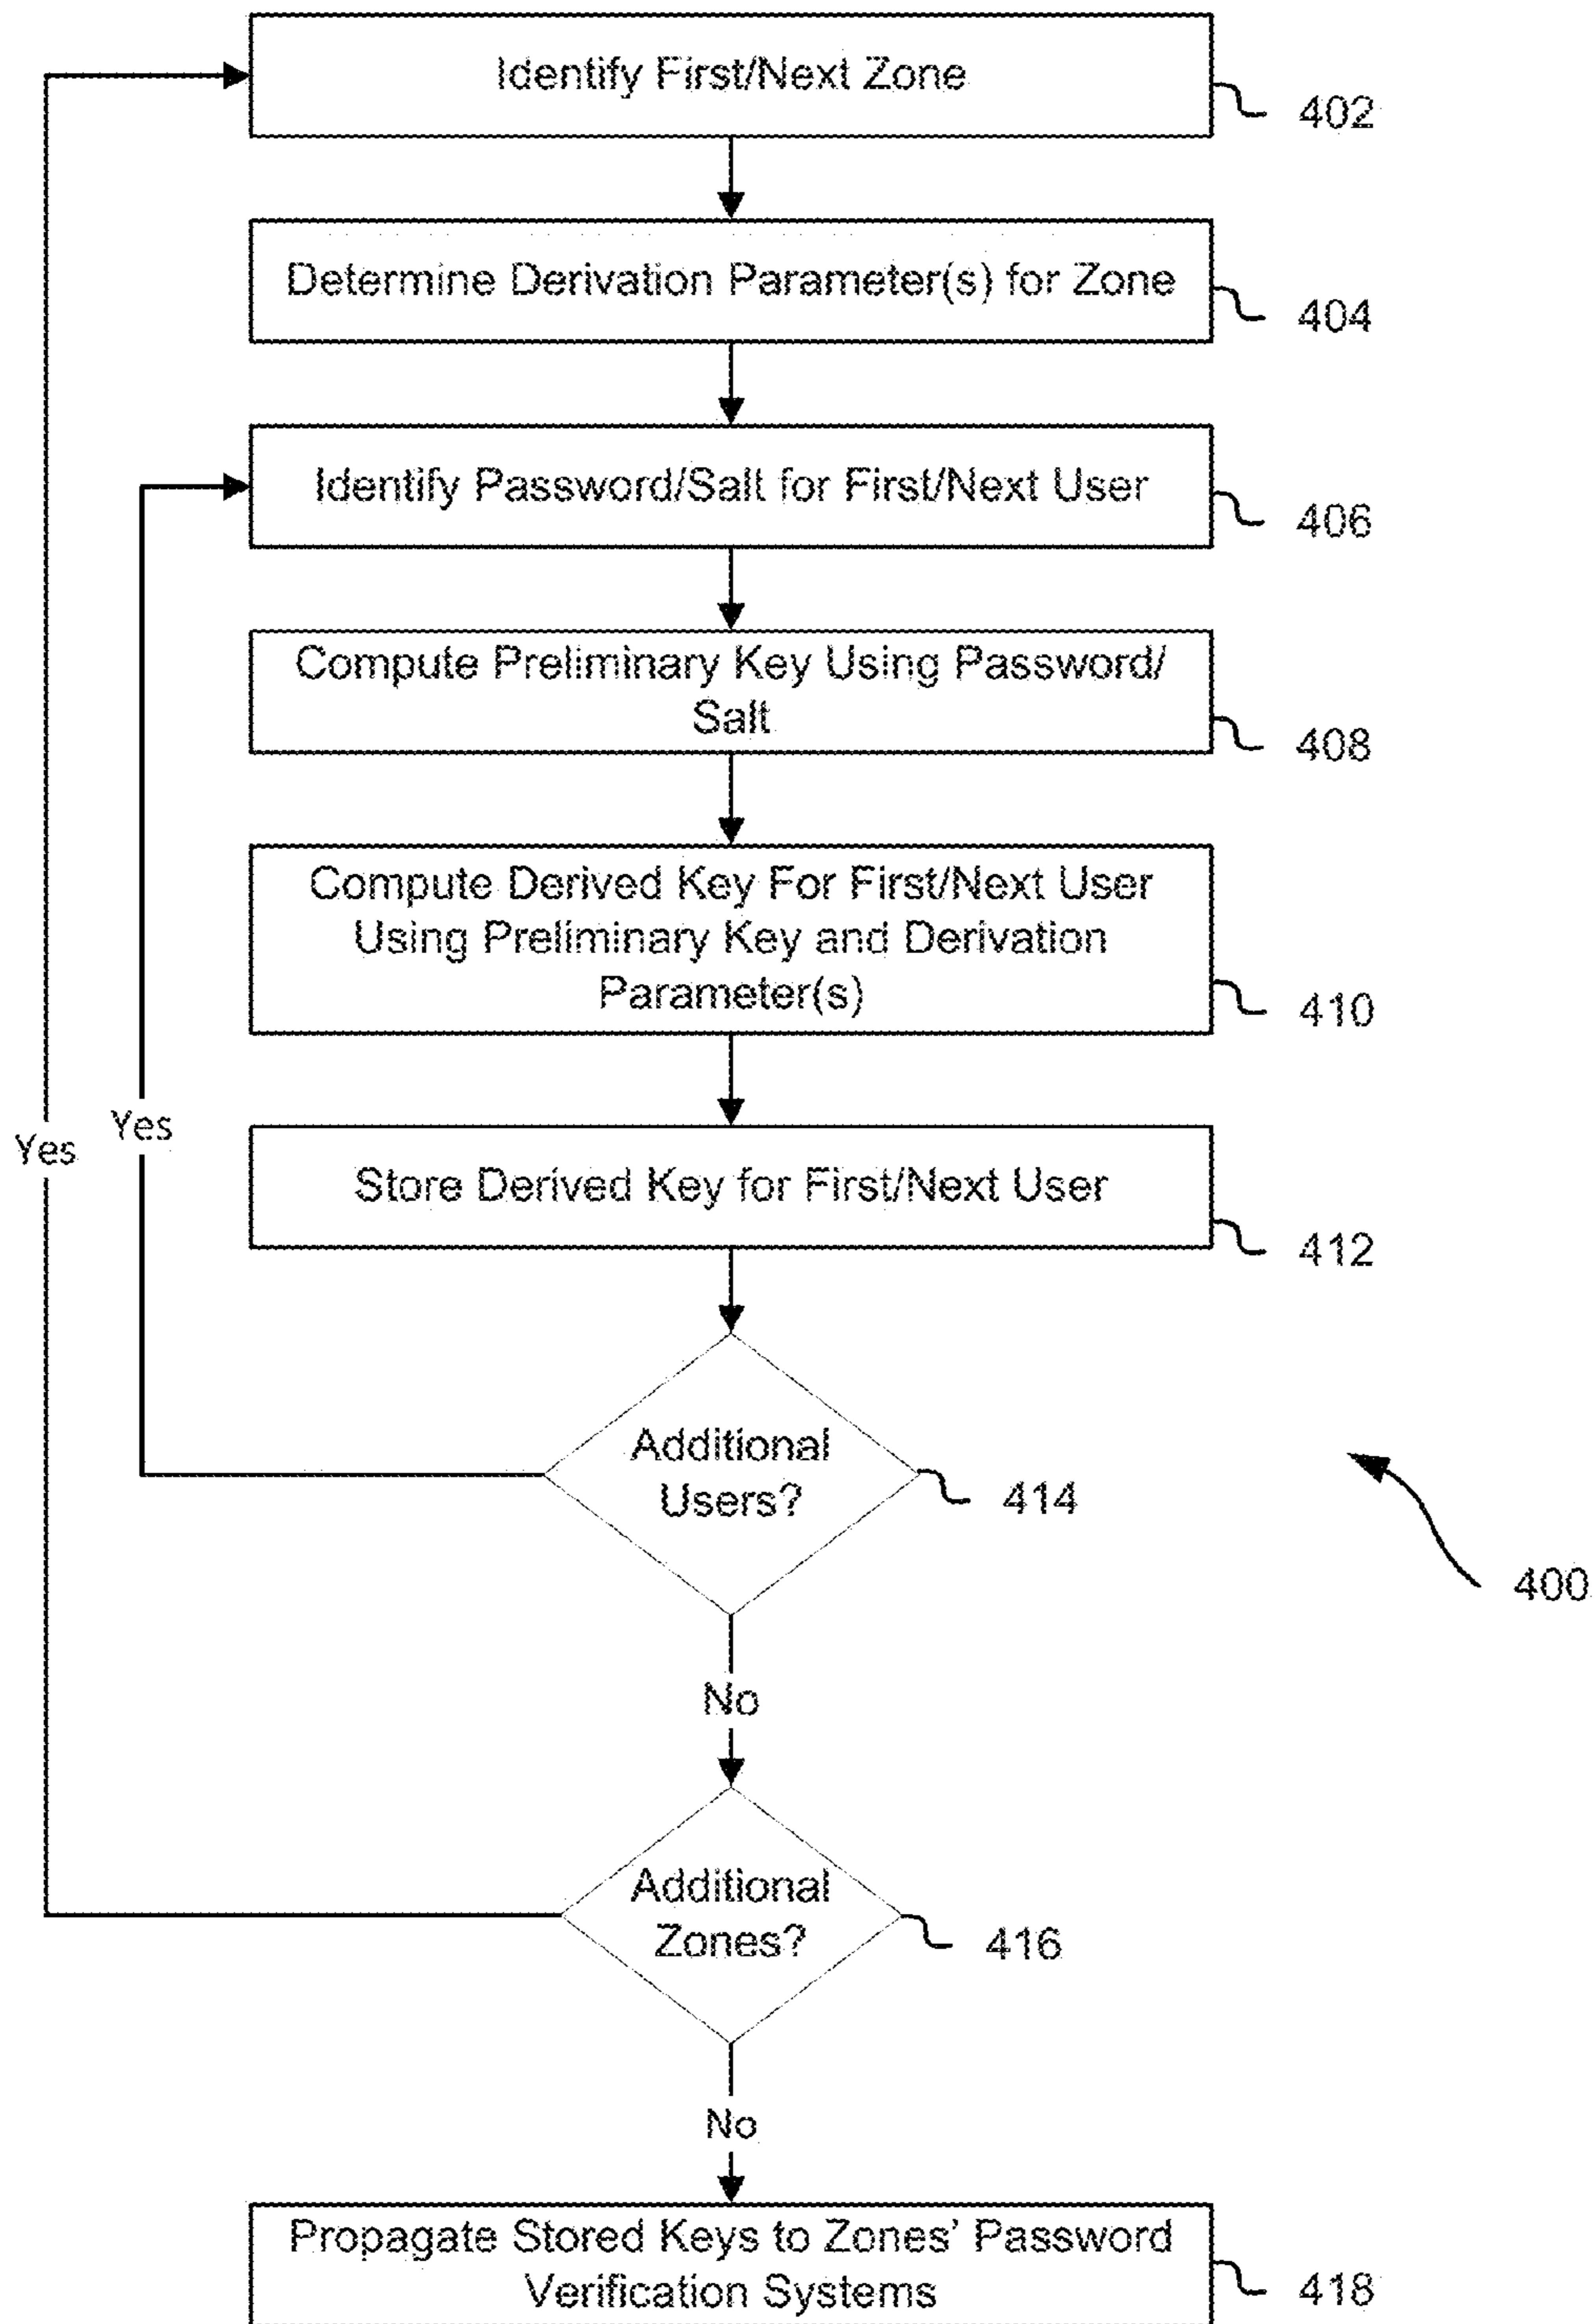 Identify First/Next Zone
402
Determine Derivation Parameter(s) for Zone
404
Identify Password/Salt for First/Next User
406
Compute Preliminary Key Using Password/
Salt
408
Compute Derived Key For First/Next User
Using Preliminary Key and Derivation
Parameter(s)
410
Yes
Yes
Store Derived Key for First/Next User
412
Additional
Users?
414
400
No
Additional
Zones?
416
No
Propagate Stored Keys to Zones' Password
Verification Systems
418